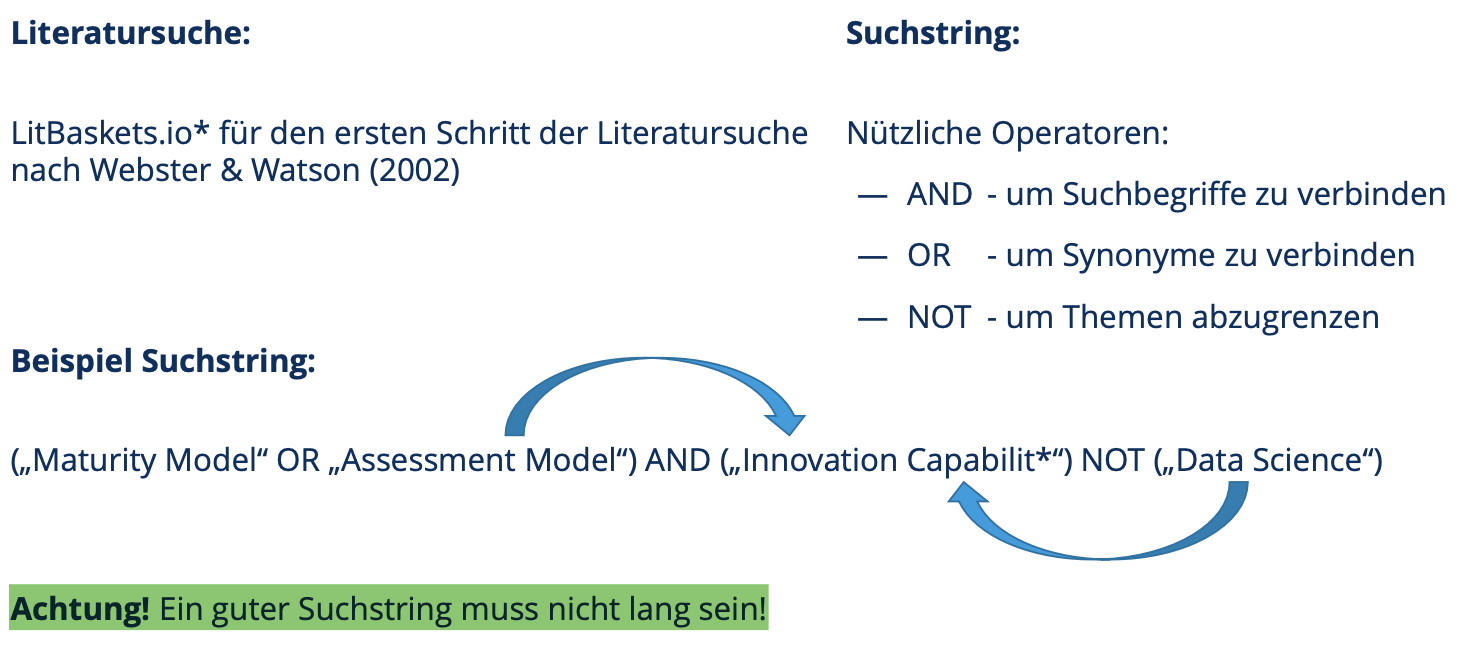 Literatursuche:
LitBaskets.io* für den ersten Schritt der Literatursuche
nach Webster & Watson (2002)
Suchstring:
Nützliche Operatoren:
— AND - um Suchbegriffe zu verbinden
— OR - um Synonyme zu verbinden
— NOT - um Themen abzugrenzen
Beispiel Suchstring:
(„Maturity Model“ OR „Assessment Model“) AND („Innovation Capabilit*“) NOT („Data Science“)
Achtung! Ein guter Suchstring muss nicht lang sein!